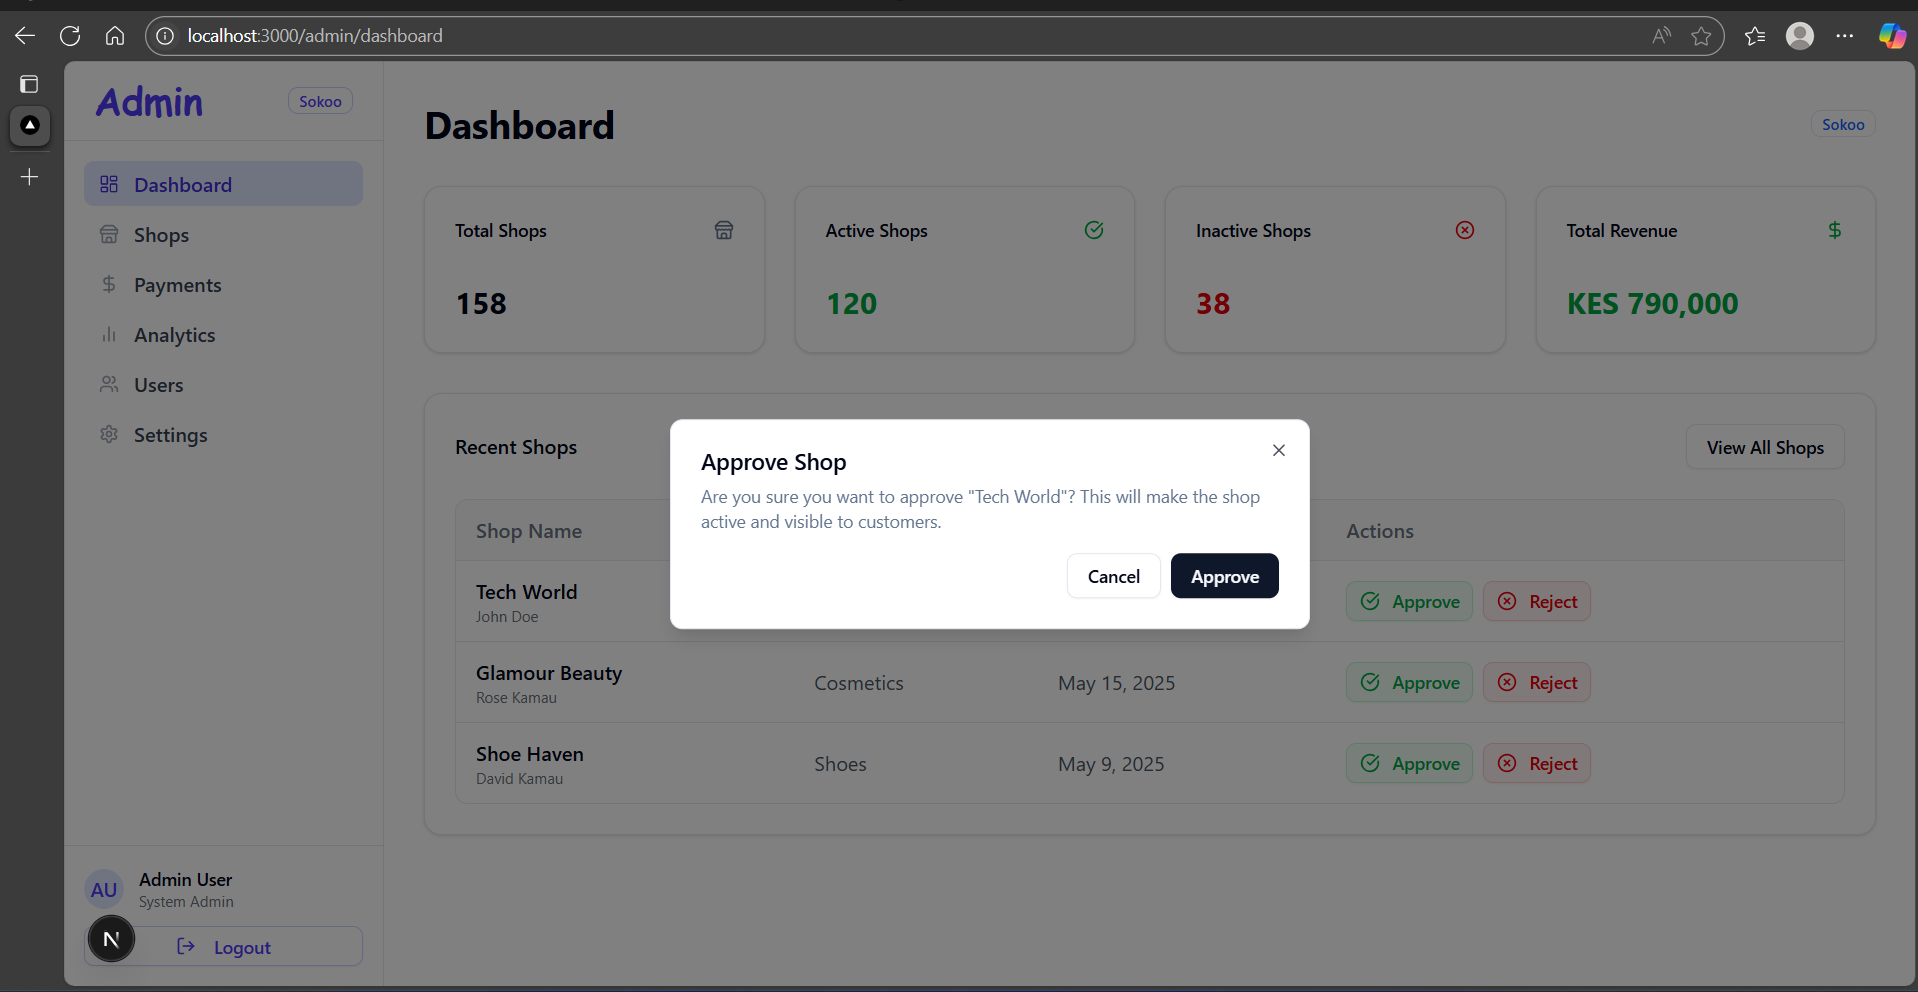 localhost:3000/admin/dashboard
Admin
Sokoo
Dashboard
Shops
Payments
Analytics
Users
Settings
AU
Admin User
System Admin
N
Logout
Dashboard
Sokoo
Total Shops
158
Active Shops
120
Inactive Shops
38
Total Revenue
$
KES 790,000
Recent Shops
View All Shops
Shop Name
Actions
Tech World
John Doe
Approve
Reject
Glamour Beauty
Rose Kamau
Cosmetics
May 15, 2025
Approve
Reject
Shoe Haven
David Kamau
Shoes
May 9, 2025
Approve
Reject
Approve Shop
Are you sure you want to approve "Tech World"? This will make the shop
active and visible to customers.
Cancel
Approve